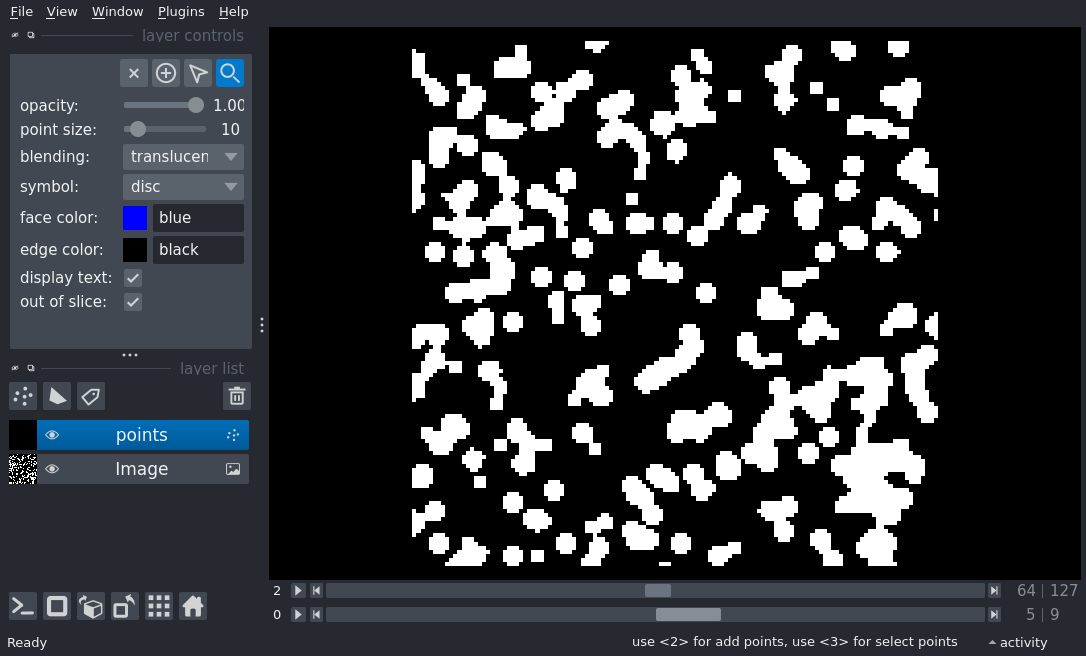 File View Window Plugins Help
layer controls
opacity: 1.00
point size: 10
blending: translucen
symbol: disc
face color: blue
edge color: black
display text:
out of slice:
layer list
points
Image
2 64 | 127
0 5 | 9
Ready use <2> for add points, use <3> for select points activity